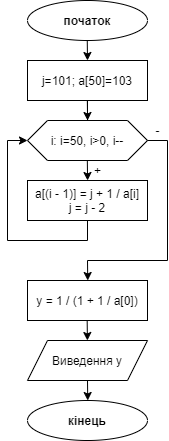 початок
j=101; a[50]=103
i: i=50, i>0, i--
-
+
a[(i - 1)] = j + 1 / a[i]
j = j - 2
y = 1 / (1 + 1 / a[0])
Виведення y
кінець